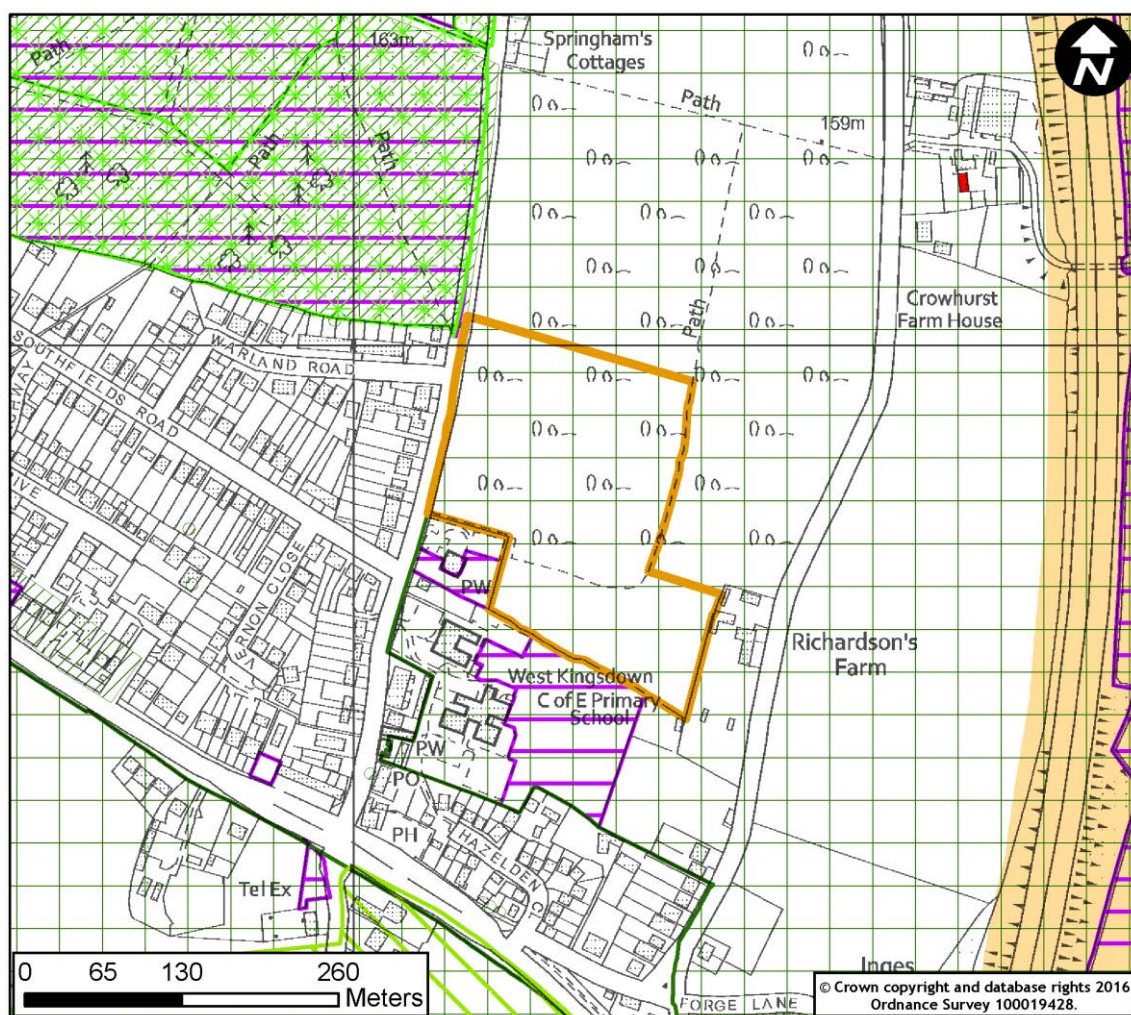 N
163m
Path
Path
Path
Springham's
Cottages
Path
159m
Path
Crowhurst
Farm House
WARLAND ROAD
SOUTHFIELDS ROAD
VERNON CLOSE
PW
West Kingsdown
C of E Primary
School
Richardson's
Farm
PW
PO
PH
HAZELDEN CL
Tel Ex
Inges
FORGE LANE
0 65 130 260
Meters
© Crown copyright and database rights 2016
Ordnance Survey 100019428.